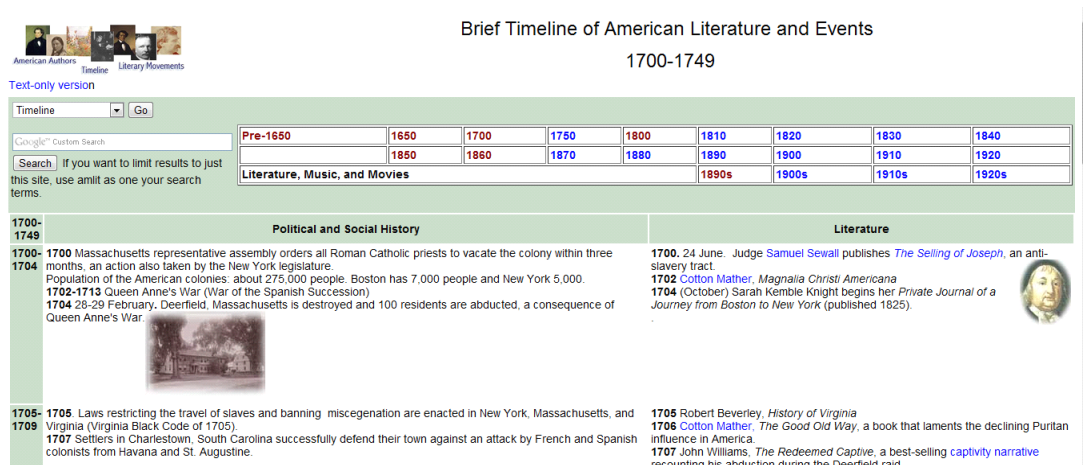 Brief Timeline of American Literature and Events
1700-1749
American Authors
Timeline
Literary Movements
Text-only version
Timeline
Go
Google™ Custom Search
Search If you want to limit results to just
this site, use amlit as one your search
terms.
Pre-1650 1650 1700 1750 1800 1810 1820 1830 1840
1850 1860 1870 1880 1890 1900 1910 1920
Literature, Music, and Movies 1890s 1900s 1910s 1920s
1700-
1749
Political and Social History
Literature
1700-
1704
1700 Massachusetts representative assembly orders all Roman Catholic priests to vacate the colony within three
months, an action also taken by the New York legislature.
Population of the American colonies: about 275,000 people. Boston has 7,000 people and New York 5,000.
1702-1713 Queen Anne's War (War of the Spanish Succession)
1704 28-29 February. Deerfield, Massachusetts is destroyed and 100 residents are abducted, a consequence of
Queen Anne's War.
1700. 24 June. Judge Samuel Sewall publishes The Selling of Joseph, an anti-
slavery tract.
1702 Cotton Mather, Magnalia Christi Americana
1704 (October) Sarah Kemble Knight begins her Private Journal of a
Journey from Boston to New York (published 1825).
.
1705-
1709
1705. Laws restricting the travel of slaves and banning miscegenation are enacted in New York, Massachusetts, and
Virginia (Virginia Black Code of 1705).
1707 Settlers in Charlestown, South Carolina successfully defend their town against an attack by French and Spanish
colonists from Havana and St. Augustine.
1705 Robert Beverley, History of Virginia
1706 Cotton Mather, The Good Old Way, a book that laments the declining Puritan
influence in America.
1707 John Williams, The Redeemed Captive, a best-selling captivity narrative
recounting his abduction during the Deerfield raid